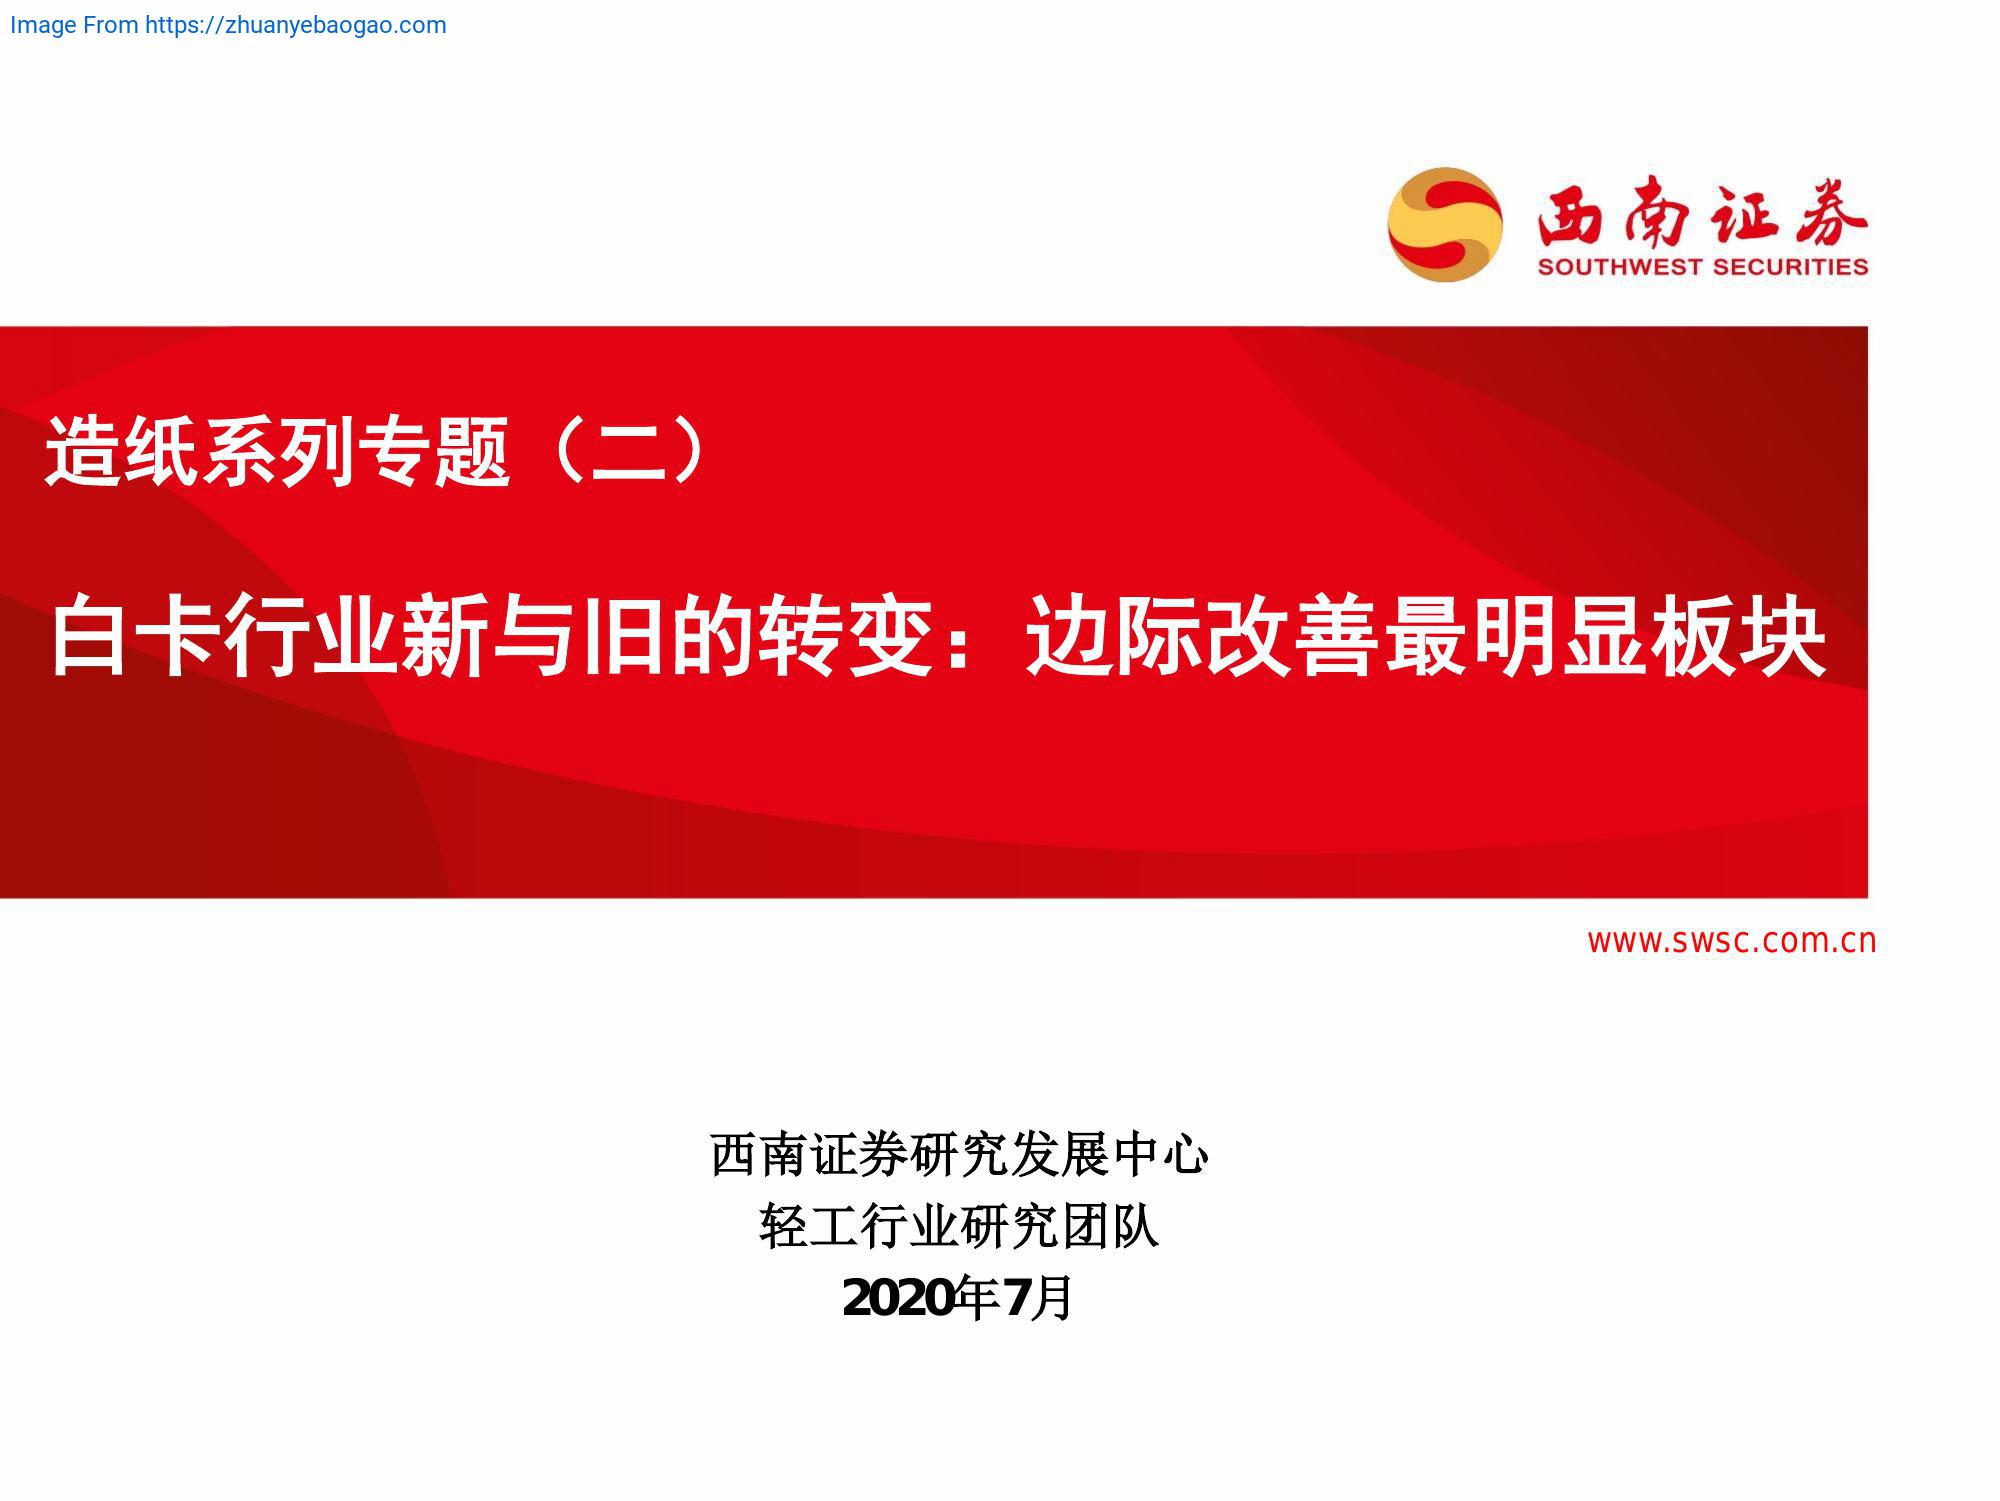 Image From https://zhuanyebaogao.com
西南证券
SOUTHWEST SECURITIES
造纸系列专题（二）
白卡行业新与旧的转变：边际改善最明显板块
www.swsc.com.cn
西南证券研究发展中心
轻工行业研究团队
2020年7月